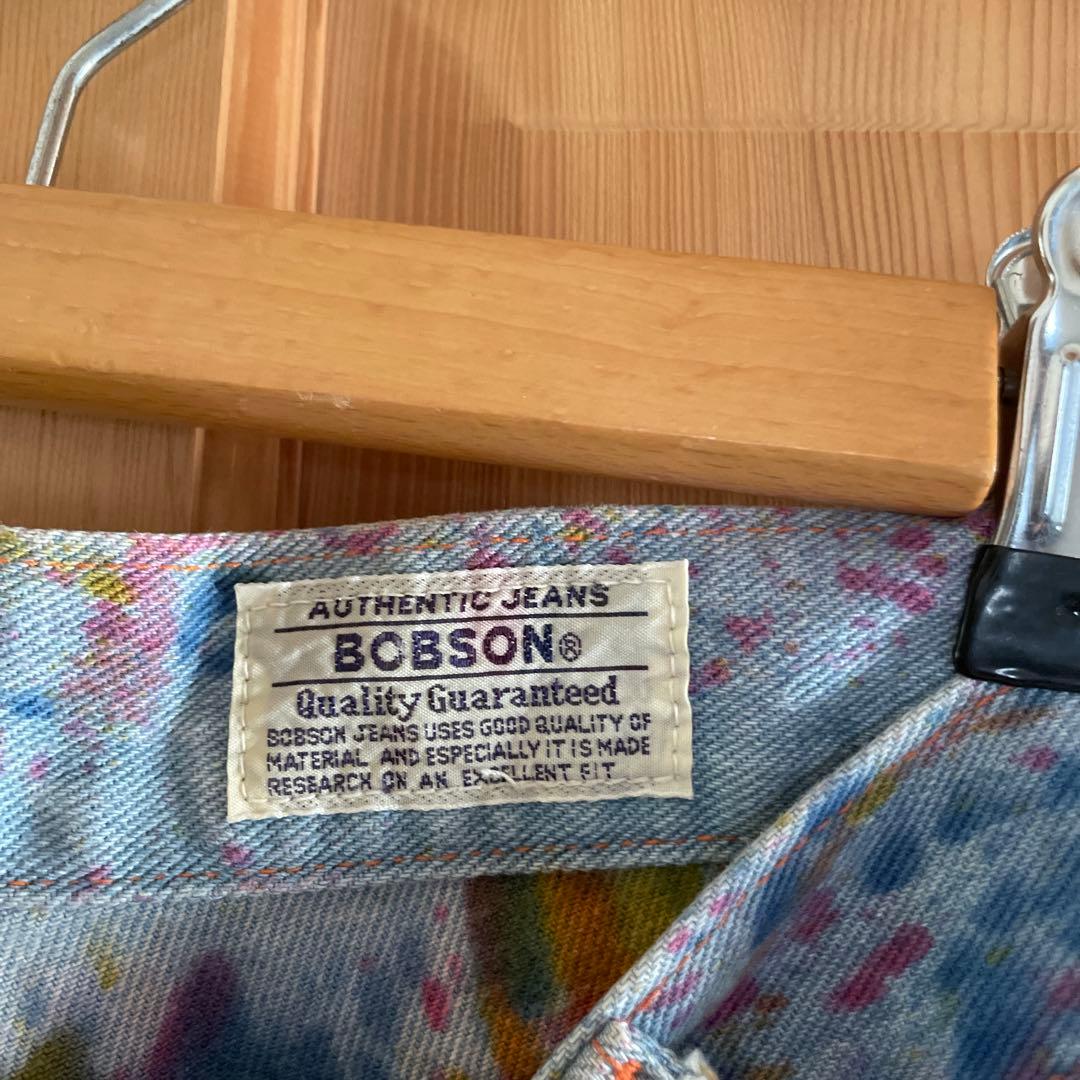 AUTHENTIC JEANS
BOBSON®
Quality Guaranteed
BOBSON JEANS USES GOOD QUALITY OF
MATERIAL AND ESPECIALLY IT IS MADE
RESEARCH ON AN EXCELLENT FIT